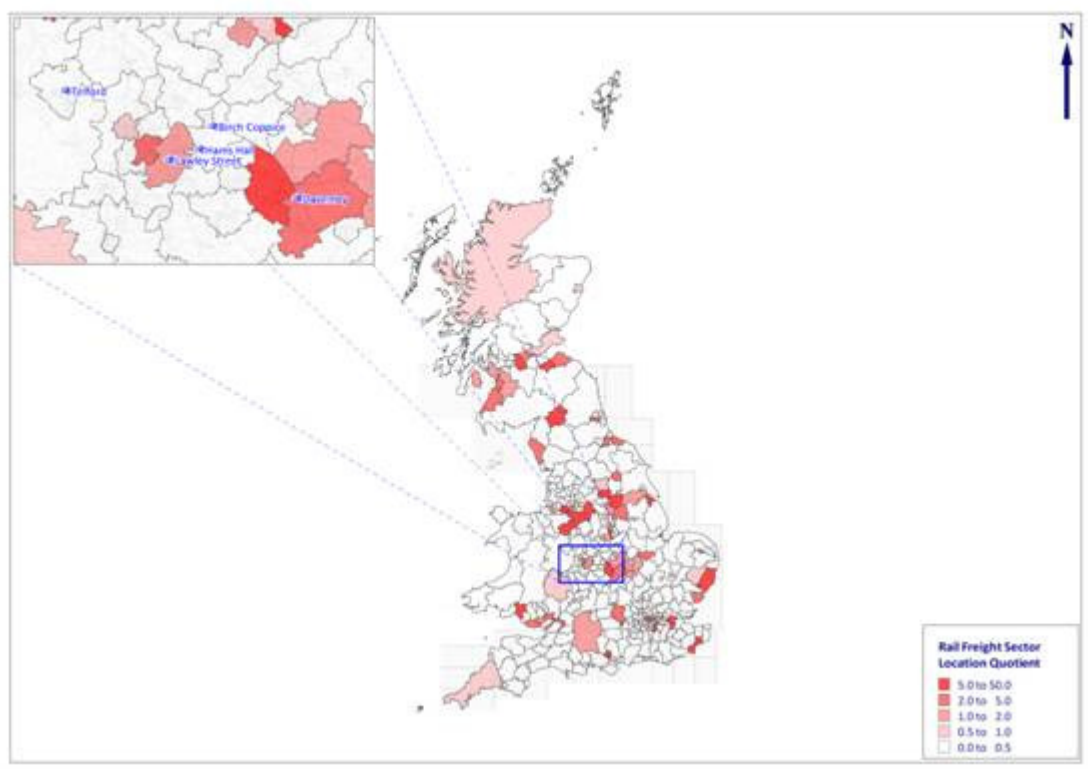 N
Telford
Birch Coppice
Hams Hall
Lawley Street
Daventry
Rail Freight Sector
Location Quotient
5.0 to 50.0
2.0 to 5.0
1.0 to 2.0
0.5 to 1.0
0.0 to 0.5